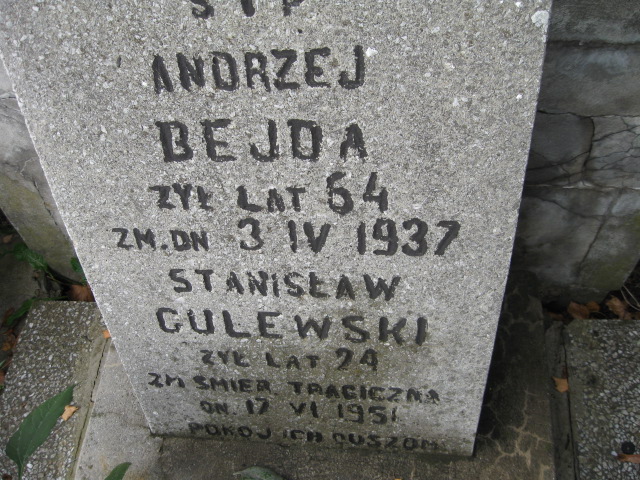 Ś I P
ANDRZEJ
BEJDA
ŻYŁ LAT 54
ZM. DN 3 IV 1937
STANISŁAW
GULEWSKI
ŻYŁ LAT 24
ZM ŚMIER TRAGICZNĄ
DN 17 VI 1951
POKÓJ ICH DUSZOM